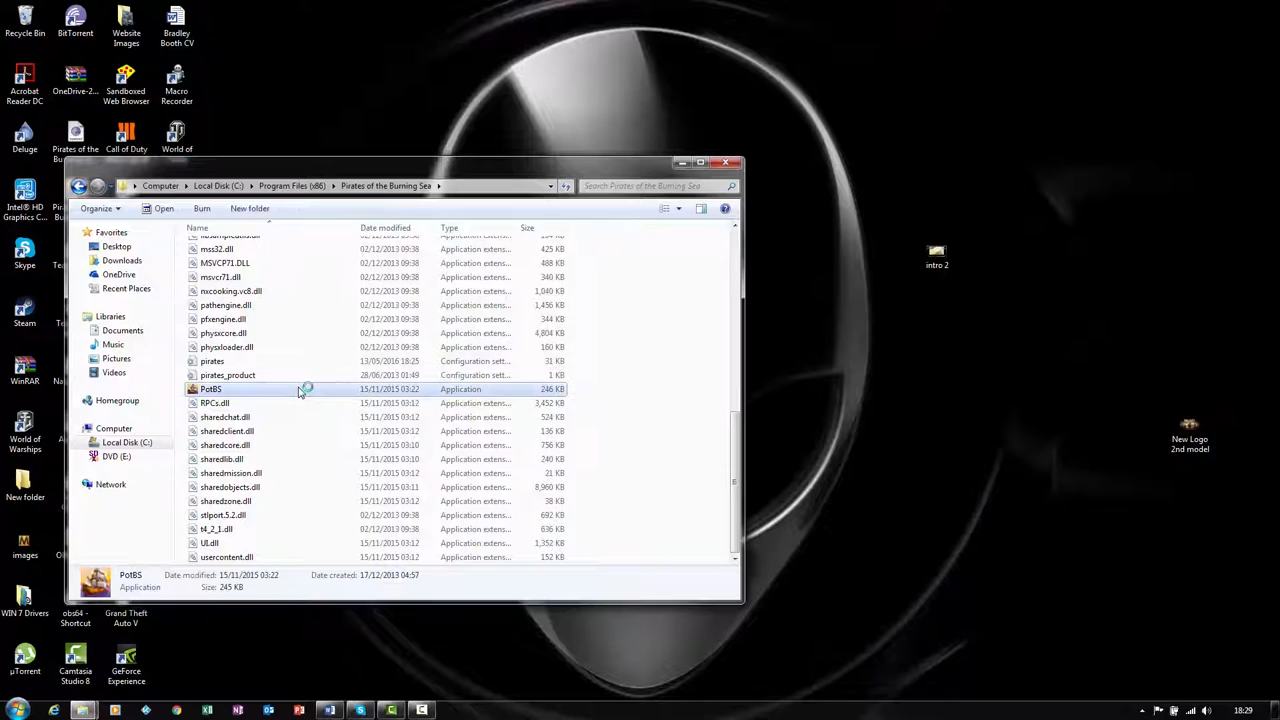 Recycle Bin
BitTorrent
Website Images
Bradley Booth CV
Acrobat Reader DC
OneDrive-2...
Sandboxed Web Browser
Macro Recorder
Deluge
Pirates of the
Call of Duty
World of
Intel® HD Graphics C...
Skype
Steam
WinRAR
World of Warships
New folder
images
WIN 7 Drivers
obs64 - Shortcut
Grand Theft Auto V
µTorrent
Camtasia Studio 8
GeForce Experience
intro 2
New Logo 2nd model
Computer Local Disk (C:) Program Files (x86) Pirates of the Burning Sea
Search Pirates of the Burning Sea
Organize Open Burn New folder
Favorites
Desktop
Downloads
OneDrive
Recent Places
Libraries
Documents
Music
Pictures
Videos
Homegroup
Computer
Local Disk (C:)
DVD (E:)
Network
Name Date modified Type Size
mss32.dll 02/12/2013 09:38 Application extens... 425 KB
MSVCP71.DLL 02/12/2013 09:38 Application extens... 488 KB
msvcr71.dll 02/12/2013 09:38 Application extens... 340 KB
nxcooking.vc8.dll 02/12/2013 09:38 Application extens... 1,040 KB
pathengine.dll 02/12/2013 09:38 Application extens... 1,456 KB
pfxengine.dll 02/12/2013 09:38 Application extens... 344 KB
physxcore.dll 02/12/2013 09:38 Application extens... 4,804 KB
physxloader.dll 02/12/2013 09:38 Application extens... 160 KB
pirates 13/05/2016 18:25 Configuration sett... 31 KB
pirates_product 28/06/2013 01:49 Configuration sett... 1 KB
PotBS 15/11/2015 03:22 Application 246 KB
RPCs.dll 15/11/2015 03:12 Application extens... 3,452 KB
sharedchat.dll 15/11/2015 03:12 Application extens... 524 KB
sharedclient.dll 15/11/2015 03:12 Application extens... 136 KB
sharedcore.dll 15/11/2015 03:10 Application extens... 756 KB
sharedlib.dll 15/11/2015 03:10 Application extens... 240 KB
sharedmission.dll 15/11/2015 03:12 Application extens... 21 KB
sharedobjects.dll 15/11/2015 03:11 Application extens... 8,960 KB
sharedzone.dll 15/11/2015 03:12 Application extens... 38 KB
stlport.5.2.dll 02/12/2013 09:38 Application extens... 692 KB
t4_2_1.dll 02/12/2013 09:38 Application extens... 636 KB
UI.dll 15/11/2015 03:12 Application extens... 1,352 KB
usercontent.dll 15/11/2015 03:12 Application extens... 152 KB
PotBS Date modified: 15/11/2015 03:22 Date created: 17/12/2013 04:57
Application Size: 245 KB
18:29